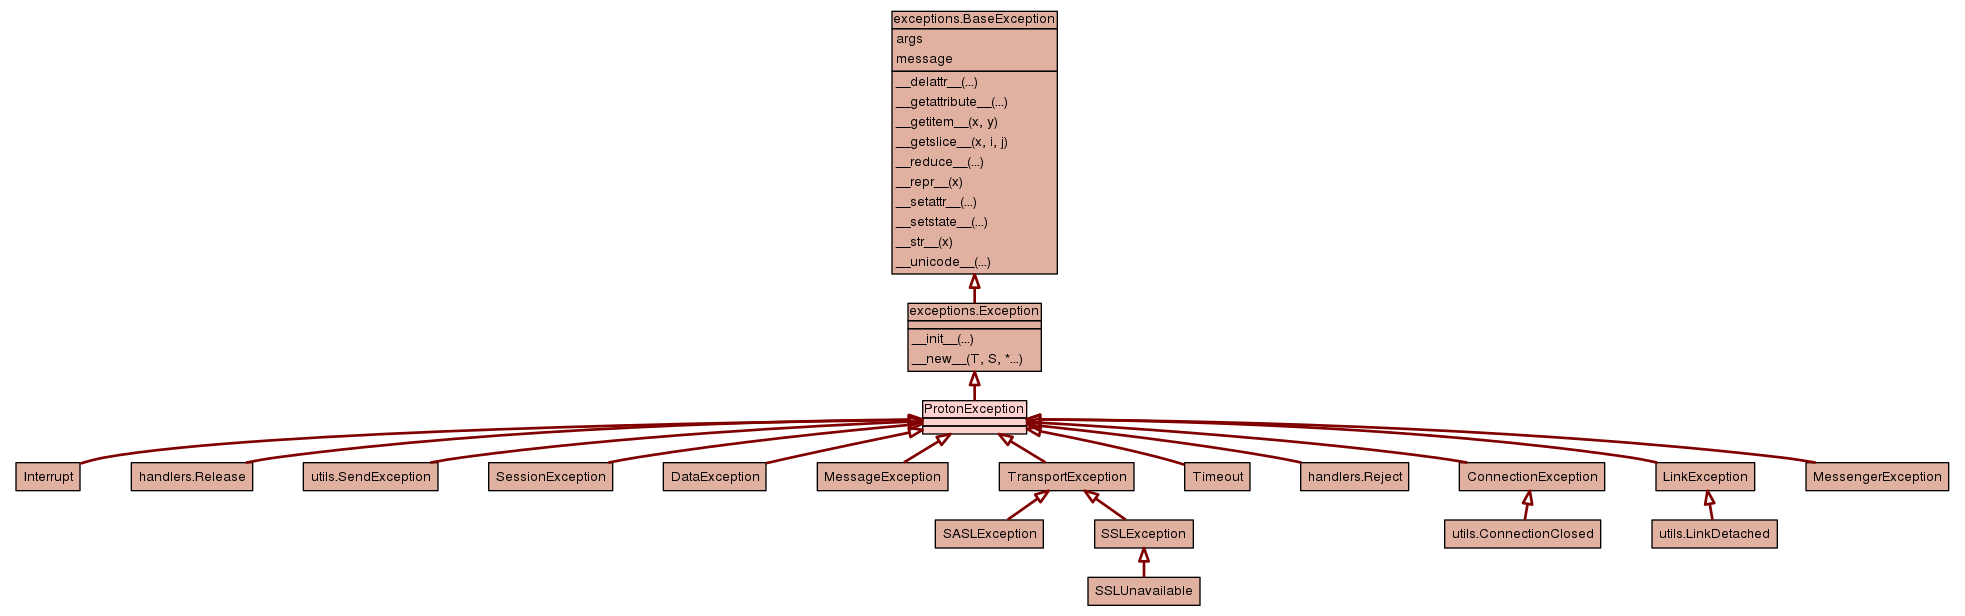 exceptions.BaseException
args
message
__delattr__(...)
__getattribute__(...)
__getitem__(x, y)
__getslice__(x, i, j)
__reduce__(...)
__repr__(x)
__setattr__(...)
__setstate__(...)
__str__(x)
__unicode__(...)
exceptions.Exception
__init__(...)
__new__(T, S, *...)
ProtonException
Interrupt
handlers.Release
utils.SendException
SessionException
DataException
MessageException
TransportException
Timeout
handlers.Reject
ConnectionException
LinkException
MessengerException
SASLException
SSLException
utils.ConnectionClosed
utils.LinkDetached
SSLUnavailable